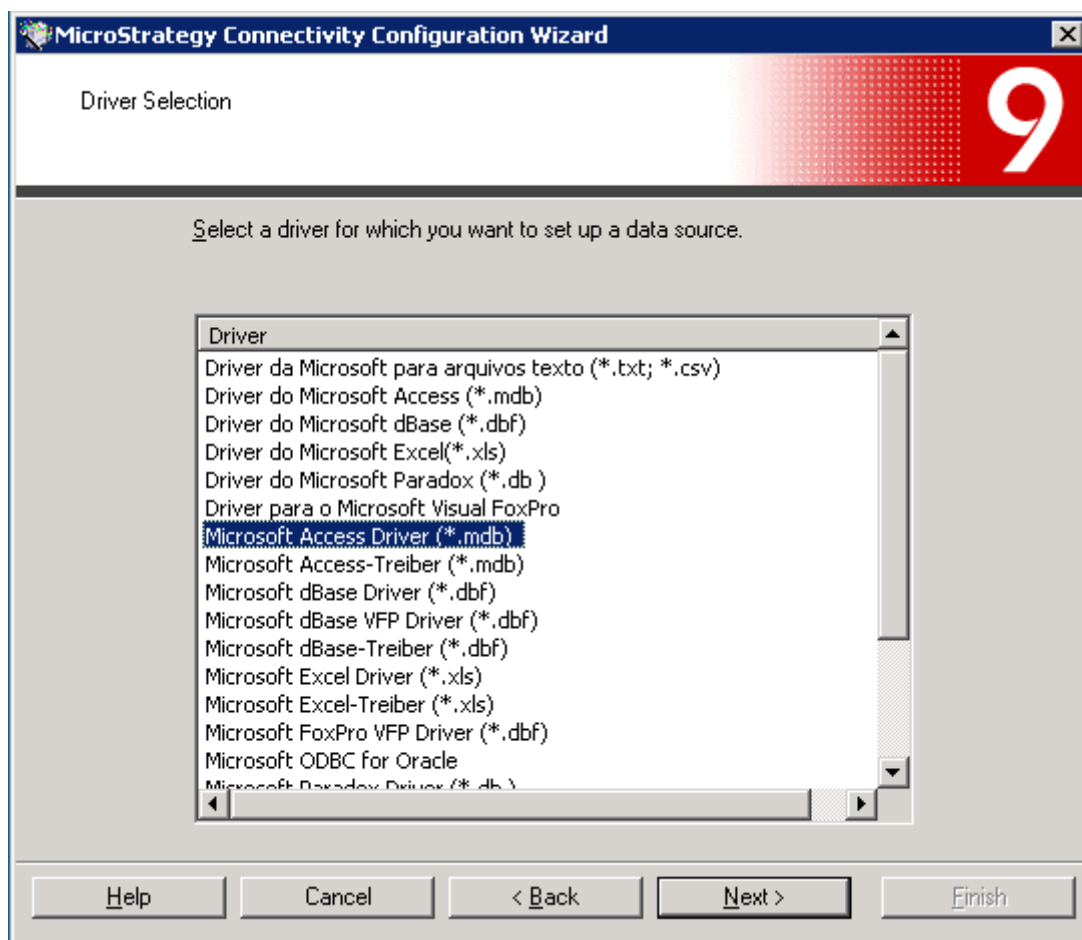 MicroStrategy Connectivity Configuration Wizard
Driver Selection
9
Select a driver for which you want to set up a data source.
Driver
Driver da Microsoft para arquivos texto (*.txt; *.csv)
Driver do Microsoft Access (*.mdb)
Driver do Microsoft dBase (*.dbf)
Driver do Microsoft Excel(*.xls)
Driver do Microsoft Paradox (*.db )
Driver para o Microsoft Visual FoxPro
Microsoft Access Driver (*.mdb)
Microsoft Access-Treiber (*.mdb)
Microsoft dBase Driver (*.dbf)
Microsoft dBase VFP Driver (*.dbf)
Microsoft dBase-Treiber (*.dbf)
Microsoft Excel Driver (*.xls)
Microsoft Excel-Treiber (*.xls)
Microsoft FoxPro VFP Driver (*.dbf)
Microsoft ODBC for Oracle
Microsoft Paradox Driver (*.db )
Help Cancel < Back Next > Finish